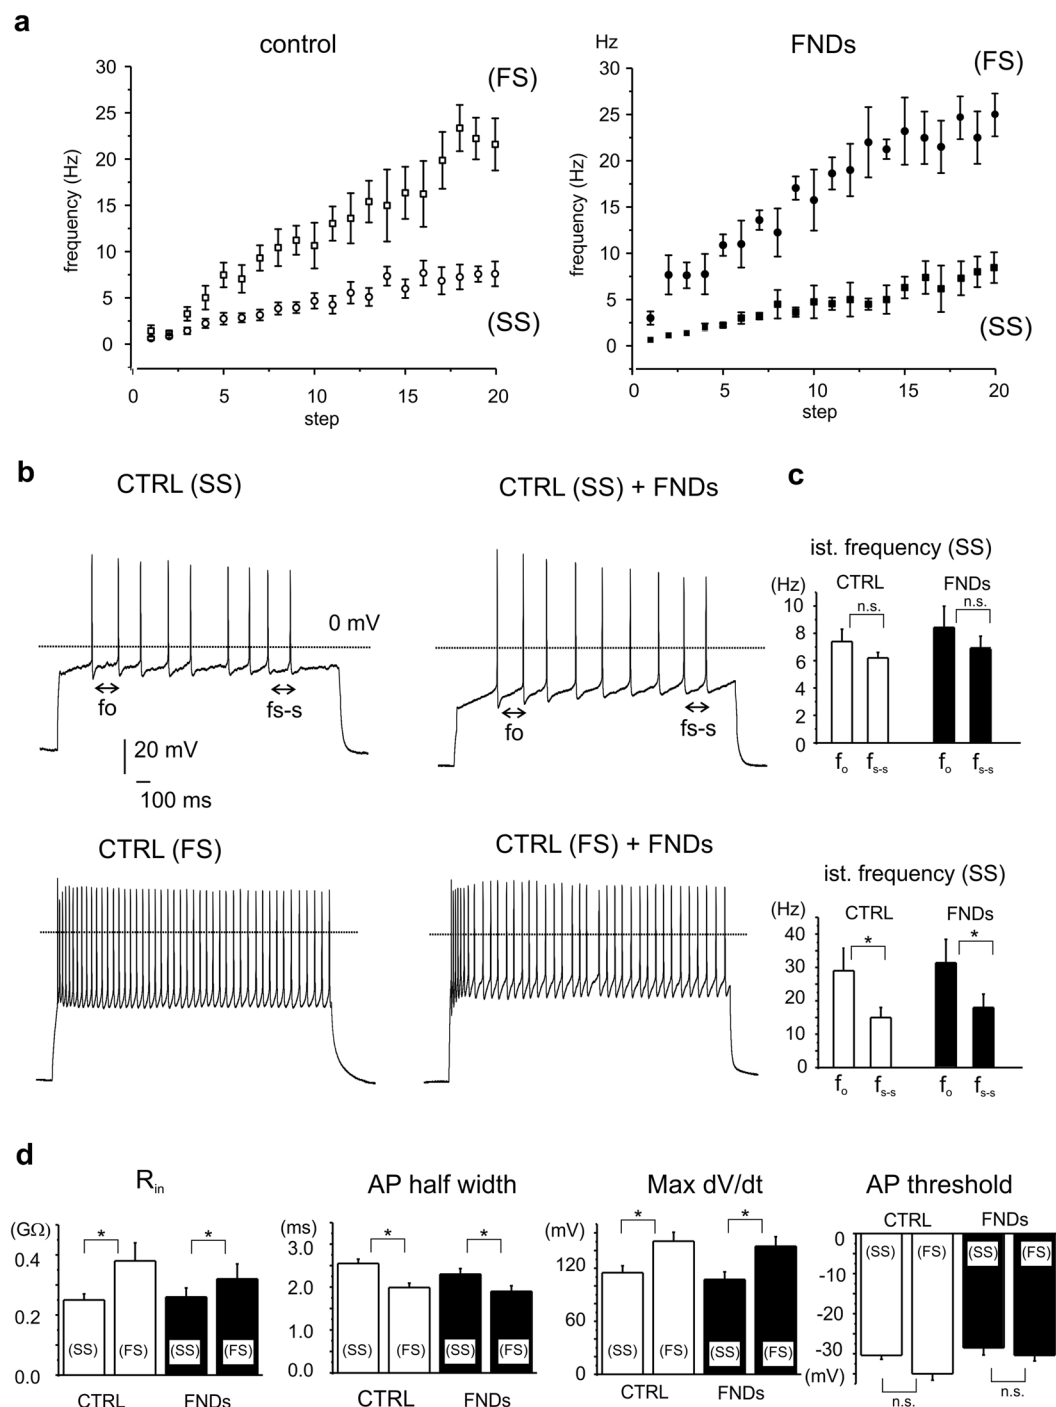 a
control
FNDs
Hz
(FS)
(FS)
30
25
20
15
10
5
0
frequency (Hz)
(SS)
0
5
10
15
20
step
30
25
20
15
10
5
0
frequency (Hz)
(SS)
0
5
10
15
20
step
b
CTRL (SS)
CTRL (SS) + FNDs
0 mV
fo
fs-s
20 mV
100 ms
fo
fs-s
CTRL (FS)
CTRL (FS) + FNDs
c
ist. frequency (SS)
(Hz)
CTRL
FNDs
n.s.
n.s.
10
8
6
4
2
0
fo
fs-s
fo
fs-s
ist. frequency (SS)
(Hz)
CTRL
FNDs
*
*
40
30
20
10
0
fo
fs-s
fo
fs-s
d
Rin
(GΩ)
*
*
0.4
0.2
0.0
(SS)
(FS)
(SS)
(FS)
CTRL
FNDs
AP half width
(ms)
*
*
3.0
2.0
1.0
0.0
(SS)
(FS)
(SS)
(FS)
CTRL
FNDs
Max dV/dt
(mV)
*
*
120
60
0
(SS)
(FS)
(SS)
(FS)
CTRL
FNDs
AP threshold
CTRL
FNDs
0
-10
-20
-30
(mV)
(SS)
(FS)
(SS)
(FS)
n.s.
n.s.